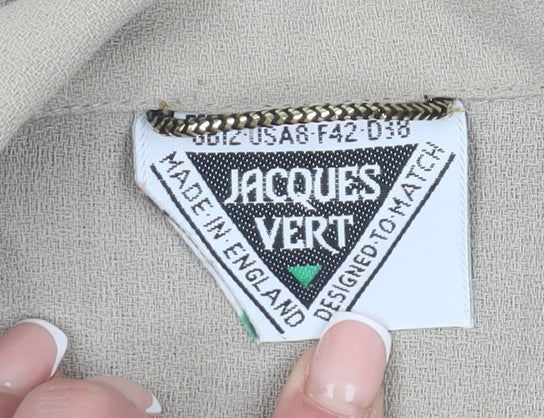 GB12·USA8·F42·D38
JACQUES
VERT
MADE IN ENGLAND
DESIGNED·TO·MATCH